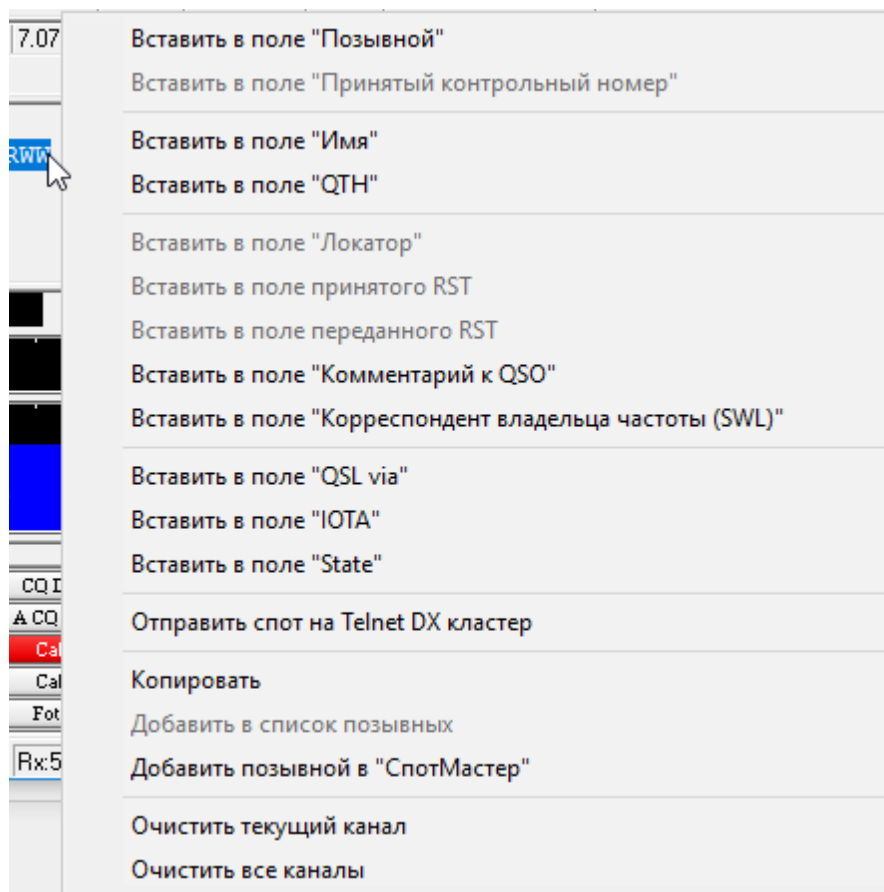 7.07
Вставить в поле "Позывной"
Вставить в поле "Принятый контрольный номер"
Вставить в поле "Имя"
RWW
Вставить в поле "QTH"
Вставить в поле "Локатор"
Вставить в поле принятого RST
Вставить в поле переданного RST
Вставить в поле "Комментарий к QSO"
Вставить в поле "Корреспондент владельца частоты (SWL)"
Вставить в поле "QSL via"
Вставить в поле "IOTA"
Вставить в поле "State"
CQ D
A CQ
Отправить спот на Telnet DX кластер
Cal
Cal
Копировать
Fot
Добавить в список позывных
Rx:5
Добавить позывной в "СпотМастер"
Очистить текущий канал
Очистить все каналы